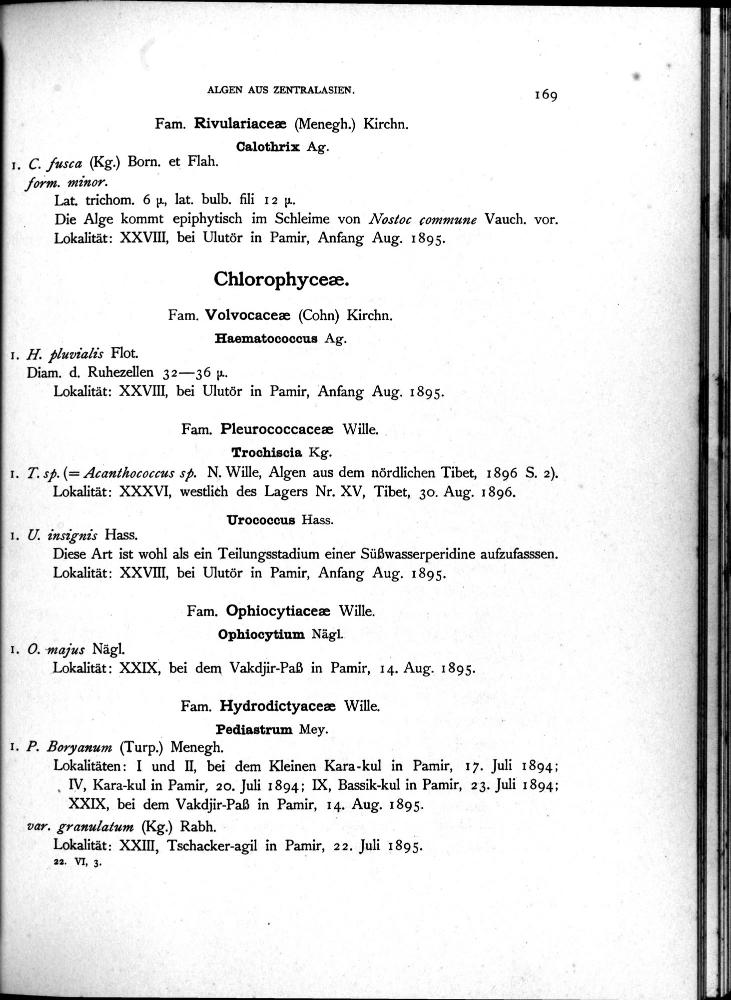 ALGEN AUS ZENTRALASIEN.
169
Fam. Rivulariaceæ (Menegh.) Kirchn.
Calothrix Ag.
1. C. fusca (Kg.) Born. et Flah.
form. minor.
Lat. trichom. 6 µ, lat. bulb. fili 12 µ.
Die Alge kommt epiphytisch im Schleime von Nostoc commune Vauch. vor.
Lokalität: XXVIII, bei Ulutör in Pamir, Anfang Aug. 1895.
Chlorophyceæ.
Fam. Volvocaceæ (Cohn) Kirchn.
Haematococcus Ag.
1. H. pluvialis Flot.
Diam. d. Ruhezellen 32—36 µ.
Lokalität: XXVIII, bei Ulutör in Pamir, Anfang Aug. 1895.
Fam. Pleurococcaceæ Wille.
Trochiscia Kg.
1. T. sp. (= Acanthococcus sp. N. Wille, Algen aus dem nördlichen Tibet, 1896 S. 2).
Lokalität: XXXVI, westlich des Lagers Nr. XV, Tibet, 30. Aug. 1896.
Urococcus Hass.
1. U. insignis Hass.
Diese Art ist wohl als ein Teilungsstadium einer Süßwasserperidine aufzufasssen.
Lokalität: XXVIII, bei Ulutör in Pamir, Anfang Aug. 1895.
Fam. Ophiocytiaceæ Wille.
Ophiocytium Nägl.
1. O. majus Nägl.
Lokalität: XXIX, bei dem Vakdjir-Paß in Pamir, 14. Aug. 1895.
Fam. Hydrodictyaceæ Wille.
Pediastrum Mey.
1. P. Boryanum (Turp.) Menegh.
Lokalitäten: I und II, bei dem Kleinen Kara-kul in Pamir, 17. Juli 1894;
IV, Kara-kul in Pamir, 20. Juli 1894; IX, Bassik-kul in Pamir, 23. Juli 1894;
XXIX, bei dem Vakdjir-Paß in Pamir, 14. Aug. 1895.
var. granulatum (Kg.) Rabh.
Lokalität: XXIII, Tschacker-agil in Pamir, 22. Juli 1895.
22. VI, 3.